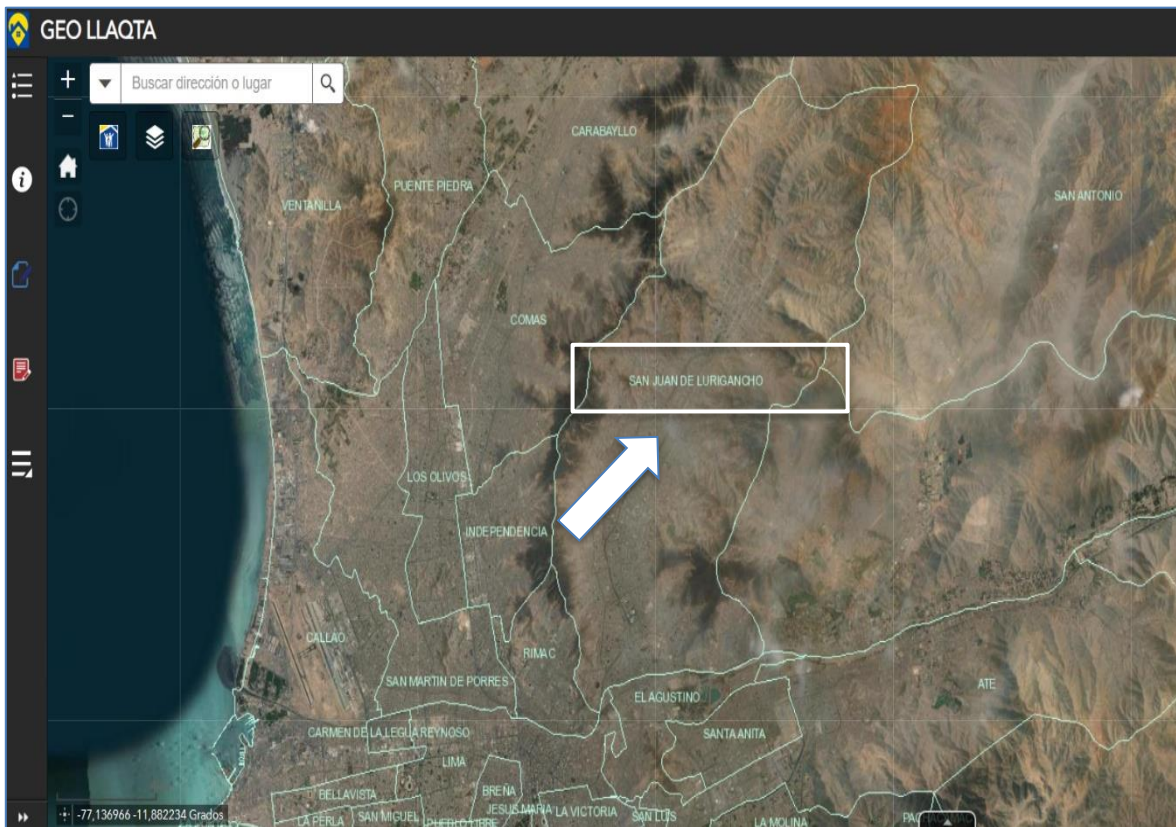 GEO LLAQTA
Buscar dirección o lugar
CARABAYLLO
PUENTE PIEDRA
SAN ANTONIO
VENTANILLA
COMAS
SAN JUAN DE LURIGANCHO
LOS OLIVOS
INDEPENDENCIA
CALLAO
RIMAC
SAN MARTIN DE PORRES
EL AGUSTINO
ATE
CARMEN DE LA LEGUA REYNOSO
SANTA ANITA
LIMA
BELLAVISTA
BREÑA
JESUS MARIA
LA VICTORIA
-77,136966 -11,882234 Grados
LA PERLA
SAN MIGUEL
PUEBLO LIBRE
SAN LUIS
LA MOLINA